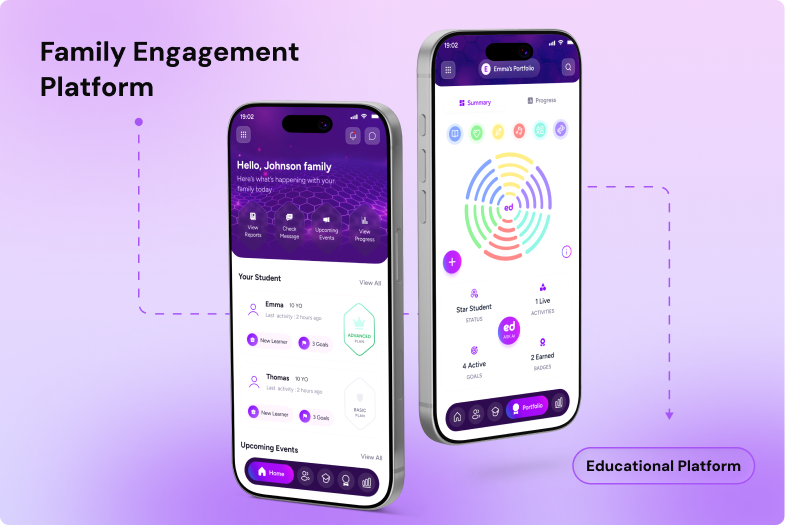 Family Engagement
Platform
19:02
Hello, Johnson family
Here's what's happening with your
family today
View
Reports
Check
Message
Upcoming
Events
View
Progress
Your Student
View All
Emma 10 YO
Last activity : 2 hours ago
New Learner
3 Goals
ADVANCED
PLAN
Thomas 10 YO
Last activity : 2 hours ago
New Learner
3 Goals
BASIC
PLAN
Upcoming Events
View All
Home
19:02
E Emma's Portfolio
Summary
Progress
ed
Star Student
STATUS
1 Live
ACTIVITIES
ed
ASK AI
4 Active
GOALS
2 Earned
BADGES
Portfolio
Educational Platform